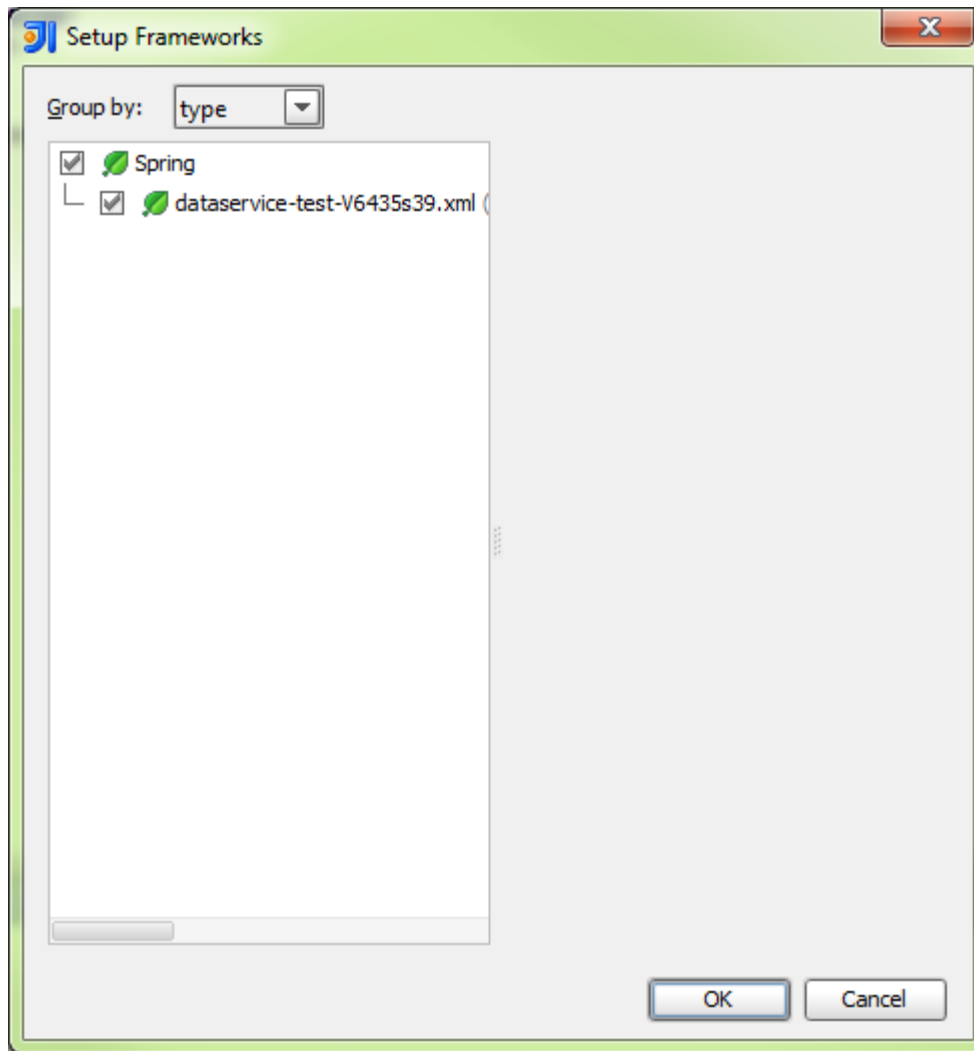 Setup Frameworks
Group by: type
Spring
dataservice-test-V6435s39.xml (
OK Cancel